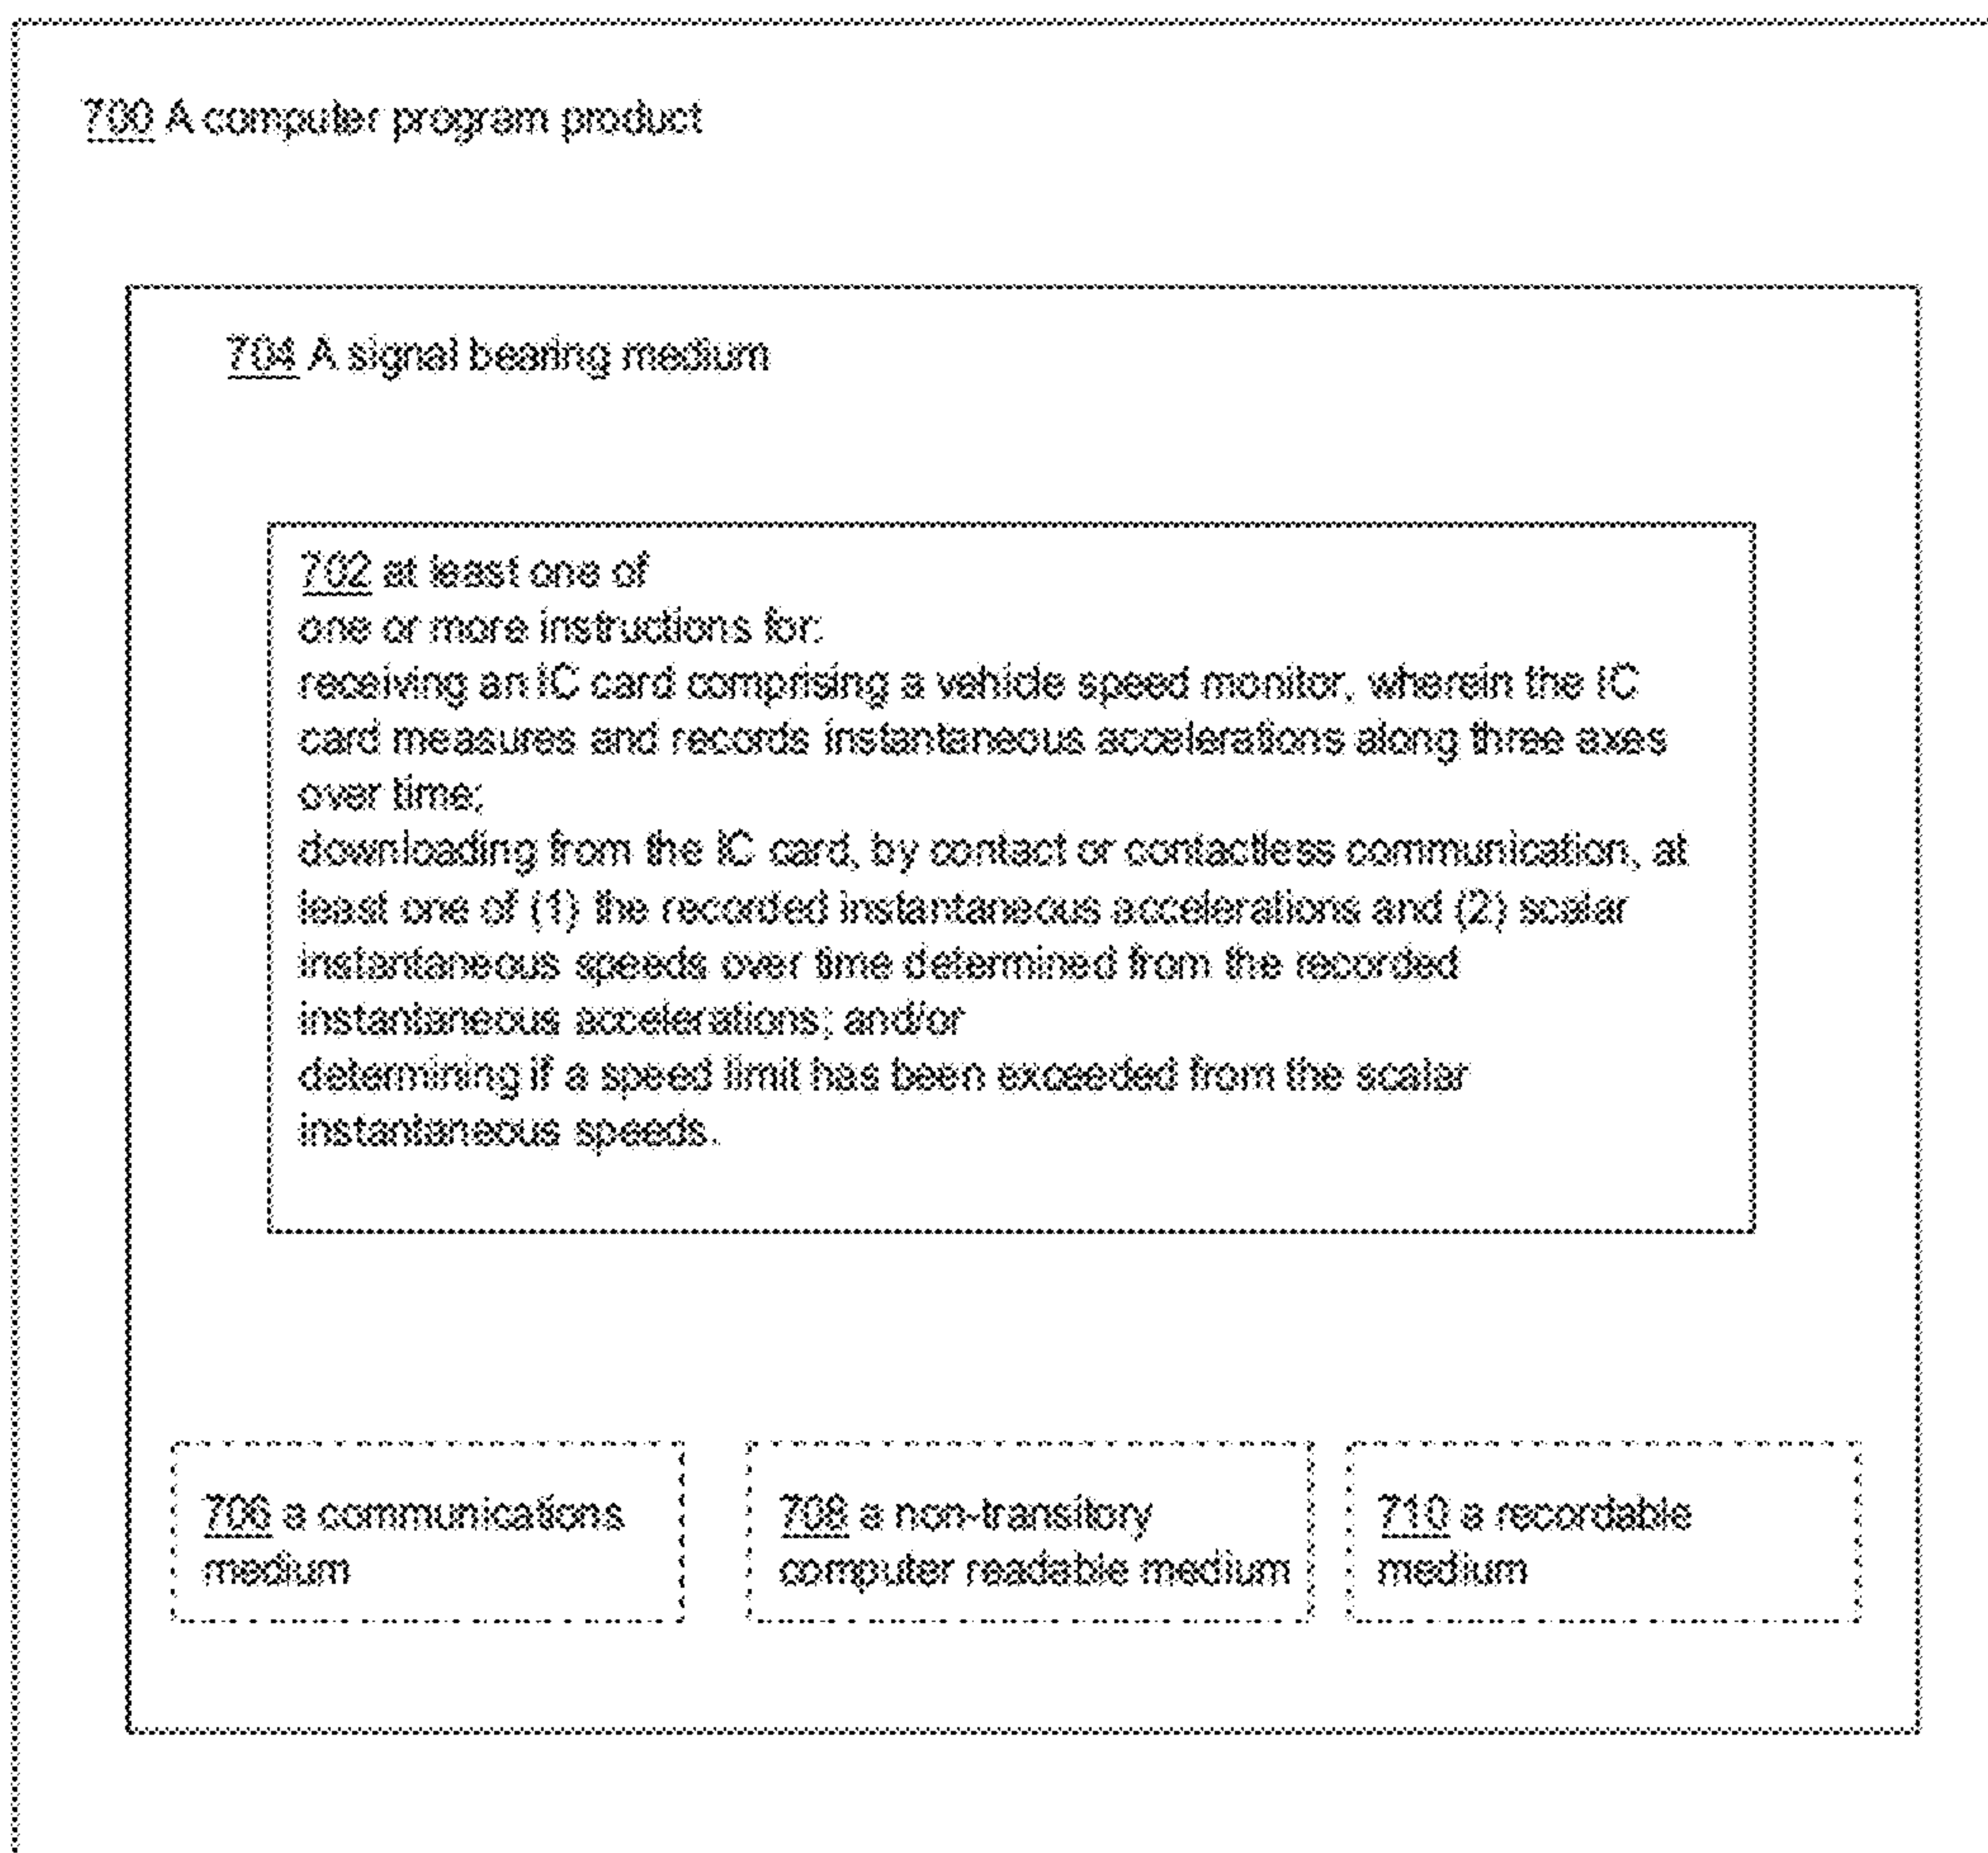 700 A computer program product
704 A signal bearing medium
702 at least one of
one or more instructions for:
receiving an IC card comprising a vehicle speed monitor, wherein the IC
card measures and records instantaneous accelerations along three axes
over time;
downloading from the IC card, by contact or contactless communication, at
least one of (1) the recorded instantaneous accelerations and (2) scalar
instantaneous speeds over time determined from the recorded
instantaneous accelerations; and/or
determining if a speed limit has been exceeded from the scalar
instantaneous speeds.
706 a communications
medium
708 a non-transitory
computer readable medium
710 a recordable
medium